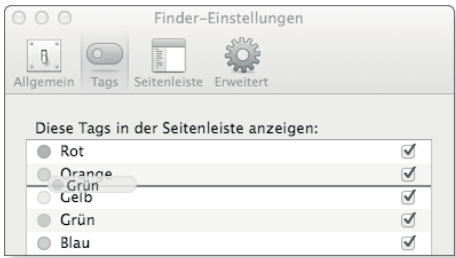 Finder-Einstellungen
Allgemein Tags Seitenleiste Erweitert
Diese Tags in der Seitenleiste anzeigen:
Rot
Orange
Grün
Gelb
Grün
Blau